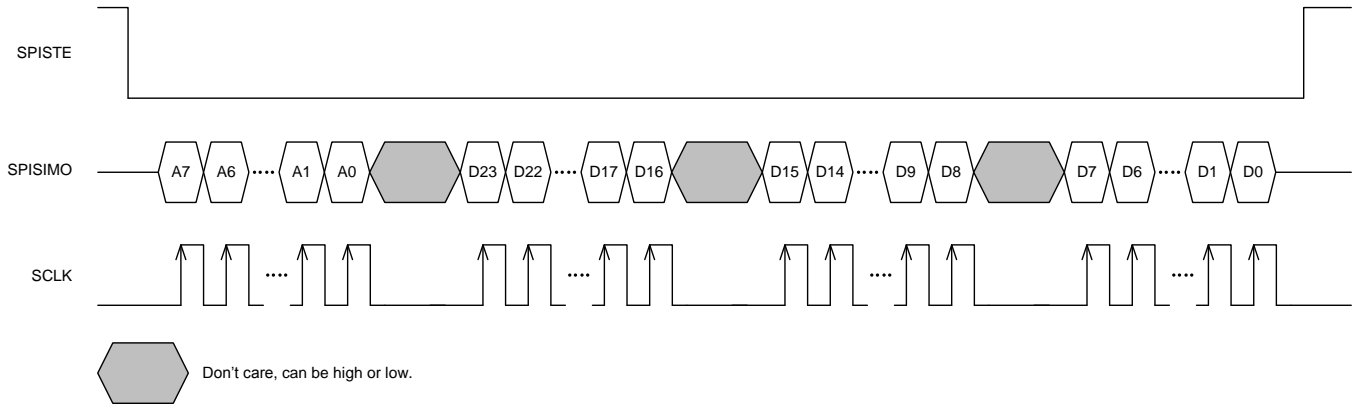 SPISTE
SPISIMO A7 A6 A1 A0 D23 D22 D17 D16 D15 D14 D9 D8 D7 D6 D1 D0
SCLK
Don't care, can be high or low.